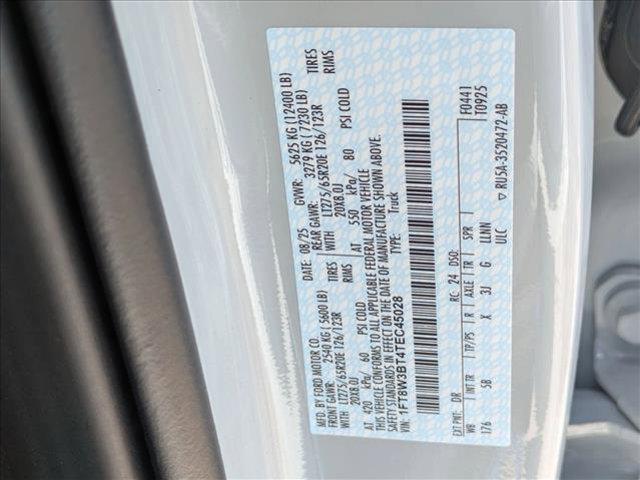 MFD. BY FORD MOTOR CO.
DATE: 08/25 GVWR: 5625 KG (12400 LB)
FRONT GAWR: 2540 KG (5600 LB) REAR GAWR: 3279 KG (7230 LB)
LT275/65R20E 126/123R TIRES WITH LT275/65R20E 126/123R TIRES
20X8.0J RIMS 20X8.0J RIMS
AT 420 kPa/ 60 PSI COLD AT 550 kPa/ 80 PSI COLD
THIS VEHICLE CONFORMS TO ALL APPLICABLE FEDERAL MOTOR VEHICLE
SAFETY STANDARDS IN EFFECT ON THE DATE OF MANUFACTURE SHOWN ABOVE.
VIN: 1FT8W3BT4TEC45028 TYPE: Truck
F0441
T0925
EXT PNT: DR RC: 24 DSO:
WB INT TR TP/PS R AXLE TR SPR
176 5B X 3J G LLNN
ULC RU5A-3520472-AB